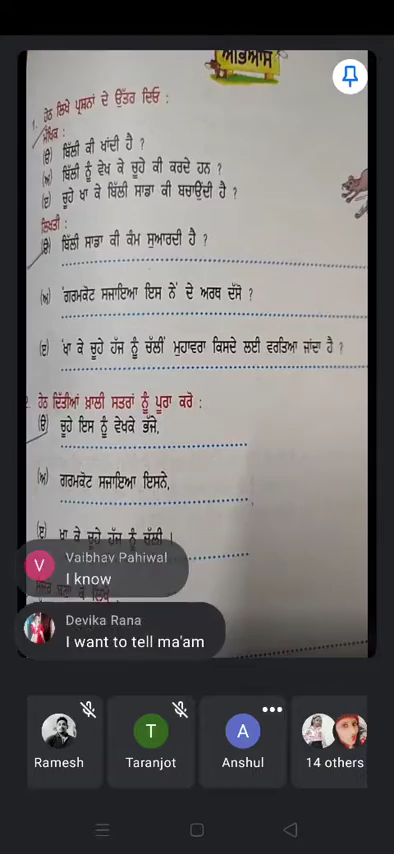 ਅਭਿਆਸ
1. ਹੇਠ ਲਿਖੇ ਪ੍ਰਸ਼ਨਾਂ ਦੇ ਉੱਤਰ ਦਿਓ :
ਮੌਖਿਕ :
(ੳ) ਬਿੱਲੀ ਕੀ ਖਾਂਦੀ ਹੈ ?
(ਅ) ਬਿੱਲੀ ਨੂੰ ਵੇਖ ਕੇ ਚੂਹੇ ਕੀ ਕਰਦੇ ਹਨ ?
(ੲ) ਚੂਹੇ ਖਾ ਕੇ ਬਿੱਲੀ ਸਾਡਾ ਕੀ ਬਚਾਉਂਦੀ ਹੈ ?
ਲਿਖਤੀ :
(ੳ) ਬਿੱਲੀ ਸਾਡਾ ਕੀ ਕੰਮ ਸੁਆਰਦੀ ਹੈ ?
(ਅ) 'ਗਰਮਕੋਟ ਸਜਾਇਆ ਇਸ ਨੇ' ਦੇ ਅਰਥ ਦੱਸੋ ?
(ੲ) 'ਖਾ ਕੇ ਚੂਹੇ ਹੱਜ ਨੂੰ ਚੱਲੀ' ਮੁਹਾਵਰਾ ਕਿਸਦੇ ਲਈ ਵਰਤਿਆ ਜਾਂਦਾ ਹੈ ?
2. ਹੇਠ ਦਿੱਤੀਆਂ ਖ਼ਾਲੀ ਸਤਰਾਂ ਨੂੰ ਪੂਰਾ ਕਰੋ :
(ੳ) ਚੂਹੇ ਇਸ ਨੂੰ ਵੇਖਕੇ ਭੱਜੇ,
(ਅ) ਗਰਮਕੋਟ ਸਜਾਇਆ ਇਸਨੇ,
(ੲ) ਖਾ ਕੇ ਚੂਹੇ ਹੱਜ ਨੂੰ ਚੱਲੀ ।
V Vaibhav Pahiwal
I know
Devika Rana
I want to tell ma'am
Ramesh
T Taranjot
A Anshul
14 others